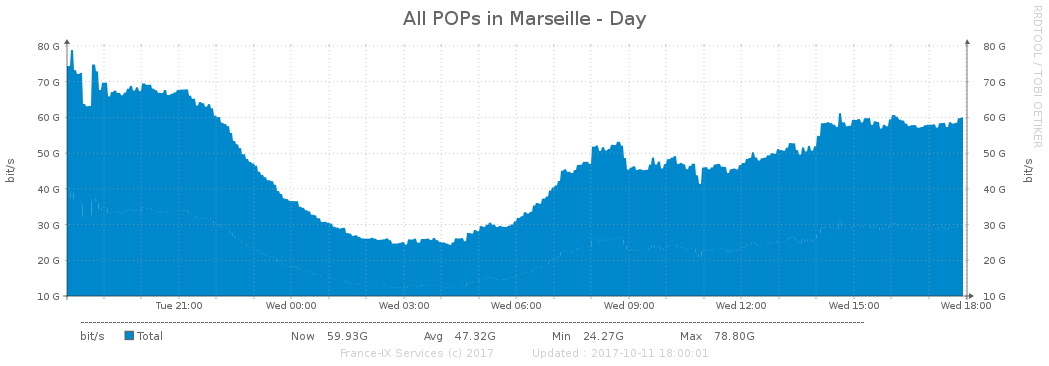 All POPs in Marseille - Day
RRDTOOL / TOBI OETIKER
bit/s
80 G 80 G
70 G 70 G
60 G 60 G
50 G 50 G
40 G 40 G
30 G 30 G
20 G 20 G
10 G 10 G
bit/s
Tue 21:00 Wed 00:00 Wed 03:00 Wed 06:00 Wed 09:00 Wed 12:00 Wed 15:00 Wed 18:00
bit/s Total Now 59.93G Avg 47.32G Min 24.27G Max 78.80G
France-IX Services (c) 2017 Updated : 2017-10-11 18:00:01